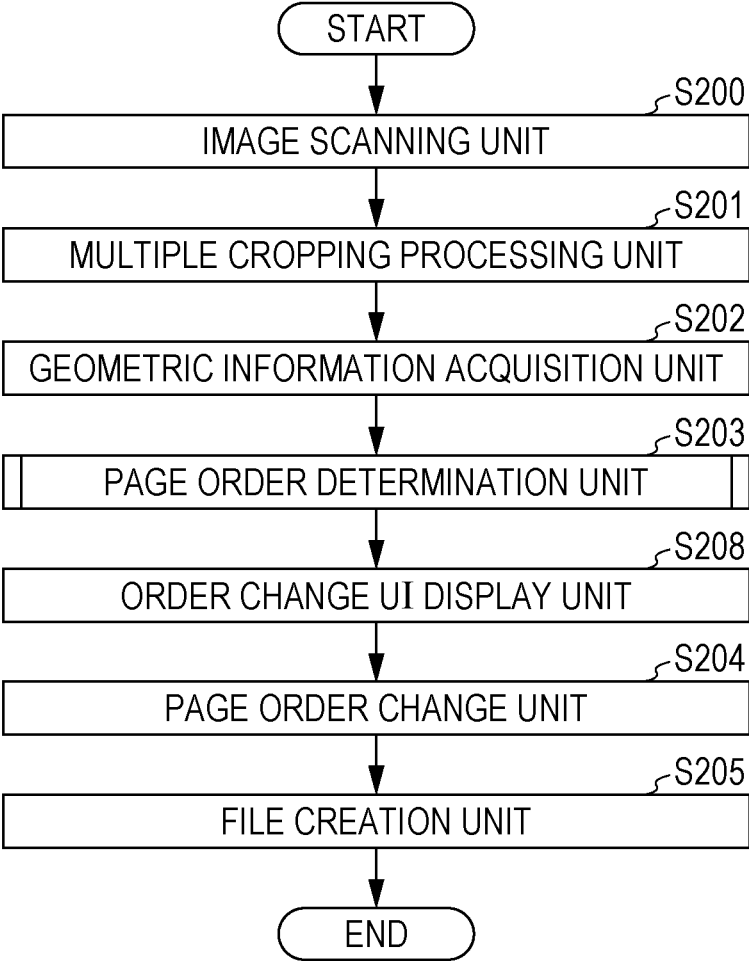 START
S200
IMAGE SCANNING UNIT
S201
MULTIPLE CROPPING PROCESSING UNIT
S202
GEOMETRIC INFORMATION ACQUISITION UNIT
S203
PAGE ORDER DETERMINATION UNIT
S208
ORDER CHANGE UI DISPLAY UNIT
S204
PAGE ORDER CHANGE UNIT
S205
FILE CREATION UNIT
END